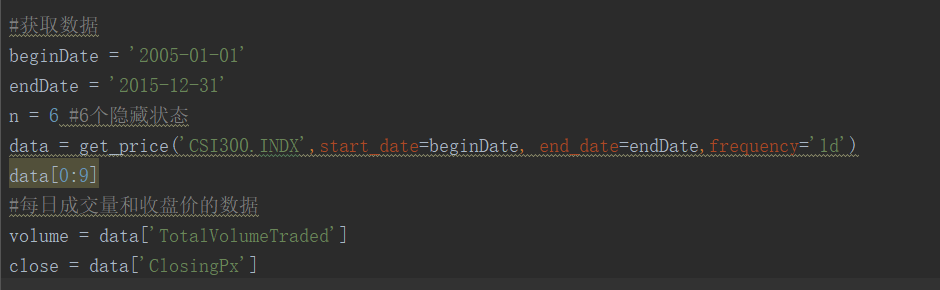 #获取数据
beginDate = '2005-01-01'
endDate = '2015-12-31'
n = 6 #6个隐藏状态
data = get_price('CSI300.INDX',start_date=beginDate, end_date=endDate,frequency='1d')
data[0:9]
#每日成交量和收盘价的数据
volume = data['TotalVolumeTraded']
close = data['ClosingPx']